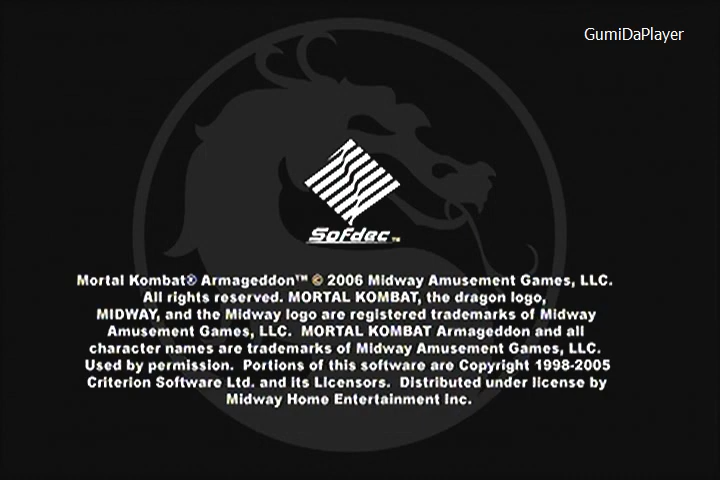 GumiDaPlayer
Sofdec™
Mortal Kombat® Armageddon™ © 2006 Midway Amusement Games, LLC.
All rights reserved. MORTAL KOMBAT, the dragon logo,
MIDWAY, and the Midway logo are registered trademarks of Midway
Amusement Games, LLC. MORTAL KOMBAT Armageddon and all
character names are trademarks of Midway Amusement Games, LLC.
Used by permission. Portions of this software are Copyright 1998-2005
Criterion Software Ltd. and its Licensors. Distributed under license by
Midway Home Entertainment Inc.